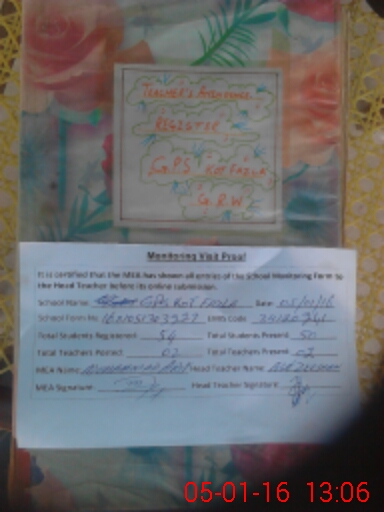 TEACHER'S ATTENDANCE
REGISTER
G.P.S KOT FAZLA
G.R.W
Monitoring Visit Proof
It is certified that the MEA has shown all entries of the School Monitoring Form to
the Head Teacher before its online submission.
School Name: GPS KOT FAZLA Date: 05/01/16
School Form No Emis Code
Total Students Registered: 54 Total Students Present: 50
Total Teachers Posted: 02 Total Teachers Present: 02
MEA Name: MUHAMMAD Head Teacher Name:
MEA Signature: Head Teacher Signature:
05-01-16 13:06